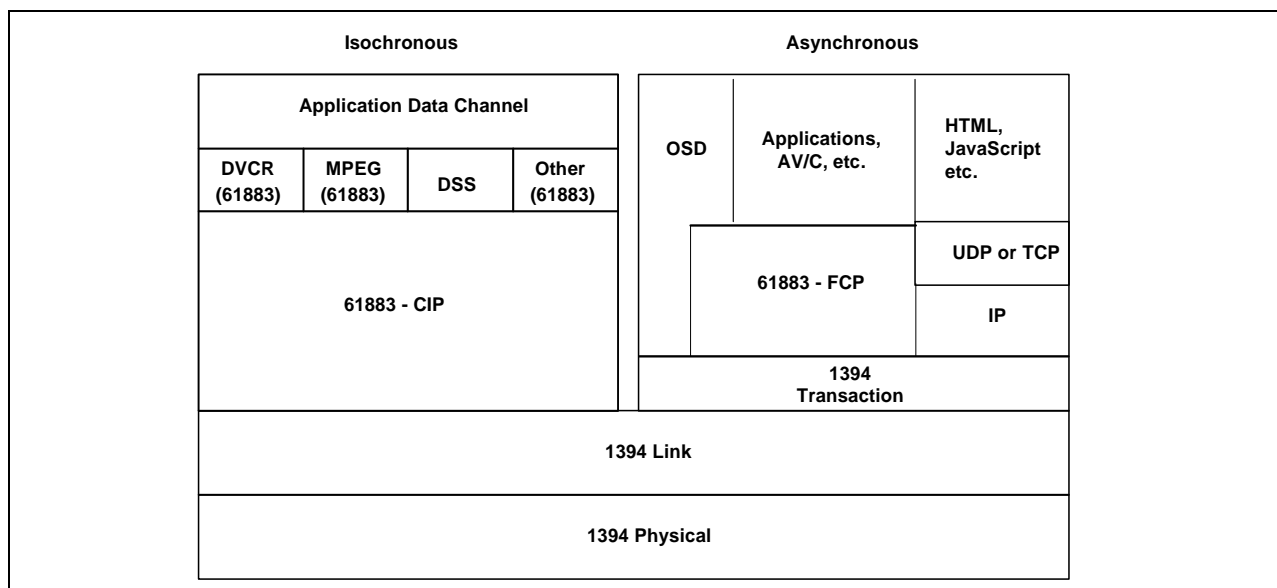 Isochronous
Asynchronous
Application Data Channel
DVCR
(61883)
MPEG
(61883)
DSS
Other
(61883)
61883 - CIP
OSD
Applications,
AV/C, etc.
HTML,
JavaScript
etc.
UDP or TCP
61883 - FCP
IP
1394
Transaction
1394 Link
1394 Physical